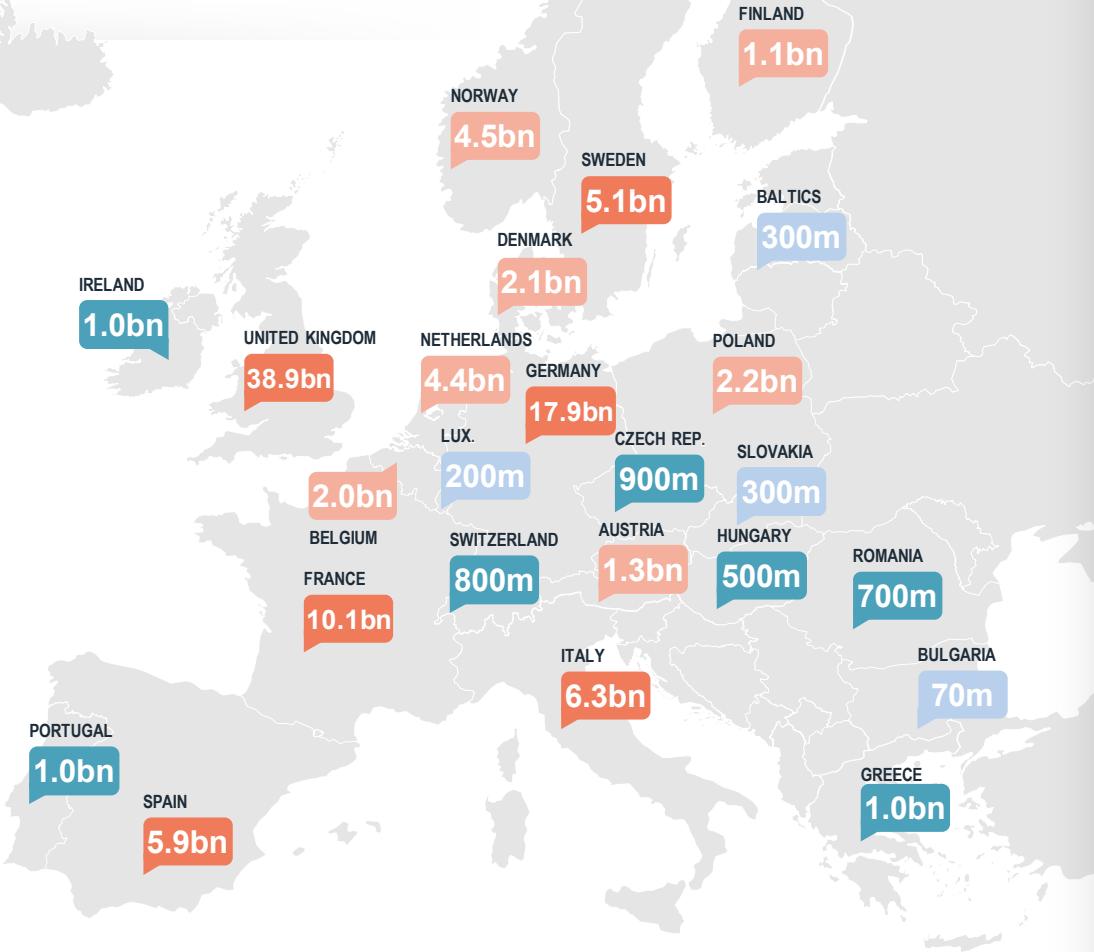 FINLAND
1.1bn
NORWAY
4.5bn
SWEDEN
5.1bn
BALTICS
300m
DENMARK
2.1bn
IRELAND
1.0bn
UNITED KINGDOM
38.9bn
NETHERLANDS
4.4bn
POLAND
2.2bn
GERMANY
17.9bn
LUX.
200m
CZECH REP.
900m
SLOVAKIA
300m
2.0bn
BELGIUM
SWITZERLAND
800m
AUSTRIA
1.3bn
HUNGARY
500m
ROMANIA
700m
FRANCE
10.1bn
ITALY
6.3bn
BULGARIA
70m
PORTUGAL
1.0bn
GREECE
1.0bn
SPAIN
5.9bn